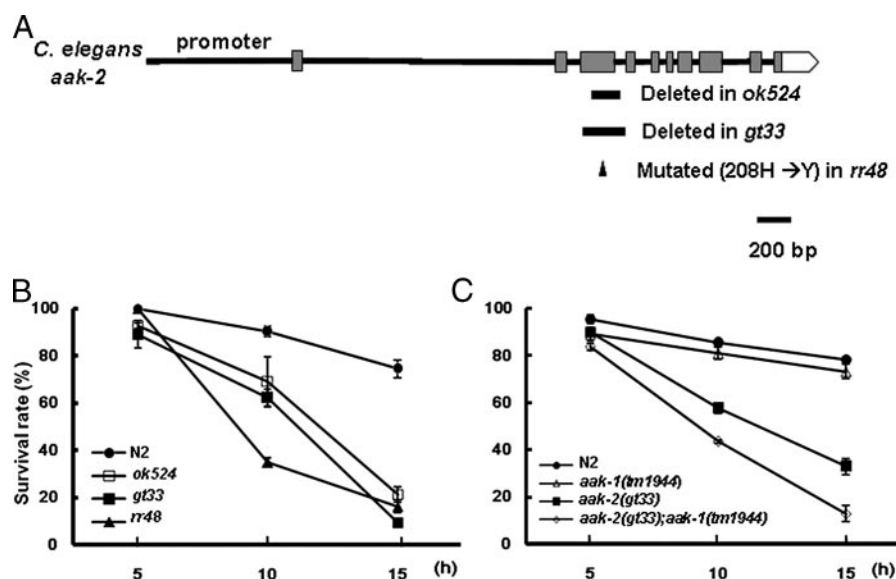 A
C. elegans
aak-2
promoter
Deleted in ok524
Deleted in gt33
Mutated (208H →Y) in rr48
200 bp
B
Survival rate (%)
100
80
60
40
20
0
N2
ok524
gt33
rr48
5
10
15
(h)
C
100
80
60
40
20
0
N2
aak-1(tm1944)
aak-2(gt33)
aak-2(gt33);aak-1(tm1944)
5
10
15
(h)